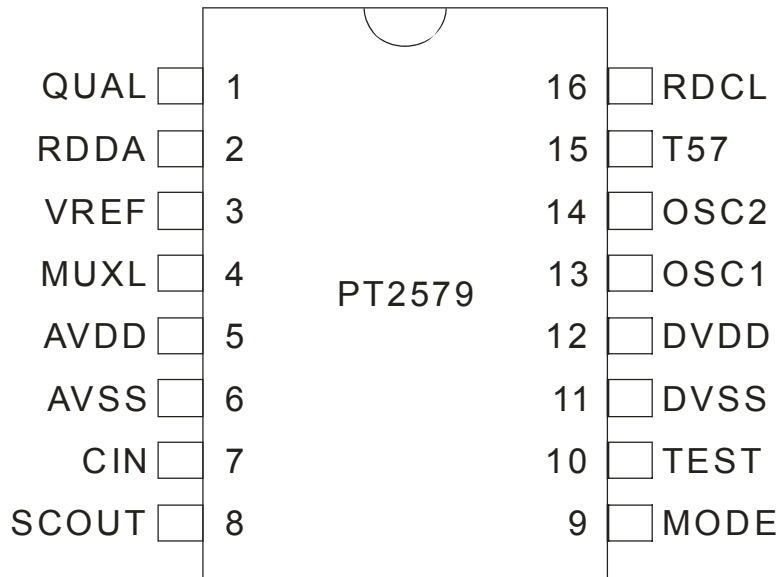 QUAL 1 16 RDCL
RDDA 2 15 T57
VREF 3 14 OSC2
MUXL 4 13 OSC1
PT2579
AVDD 5 12 DVDD
AVSS 6 11 DVSS
CIN 7 10 TEST
SCOUT 8 9 MODE